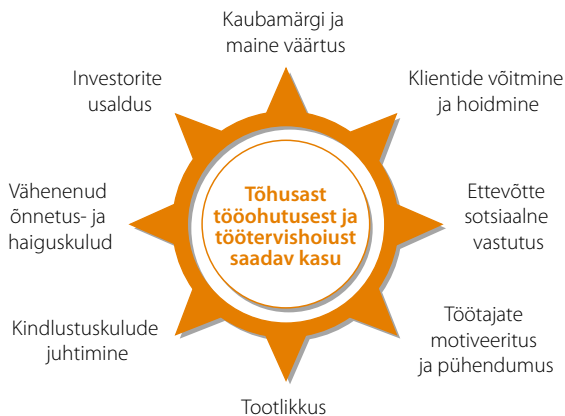 Kaubamärgi ja
maine väärtus
Klientide võitmine
ja hoidmine
Ettevõtte
sotsiaalne
vastutus
Töötajate
motiveeritus
ja pühendumus
Tootlikkus
Kindlustuskulude
juhtimine
Vähenenud
õnnetus- ja
haiguskulud
Investorite
usaldus
Tõhusast
tööohutusest ja
töötervishoiust
saadav kasu